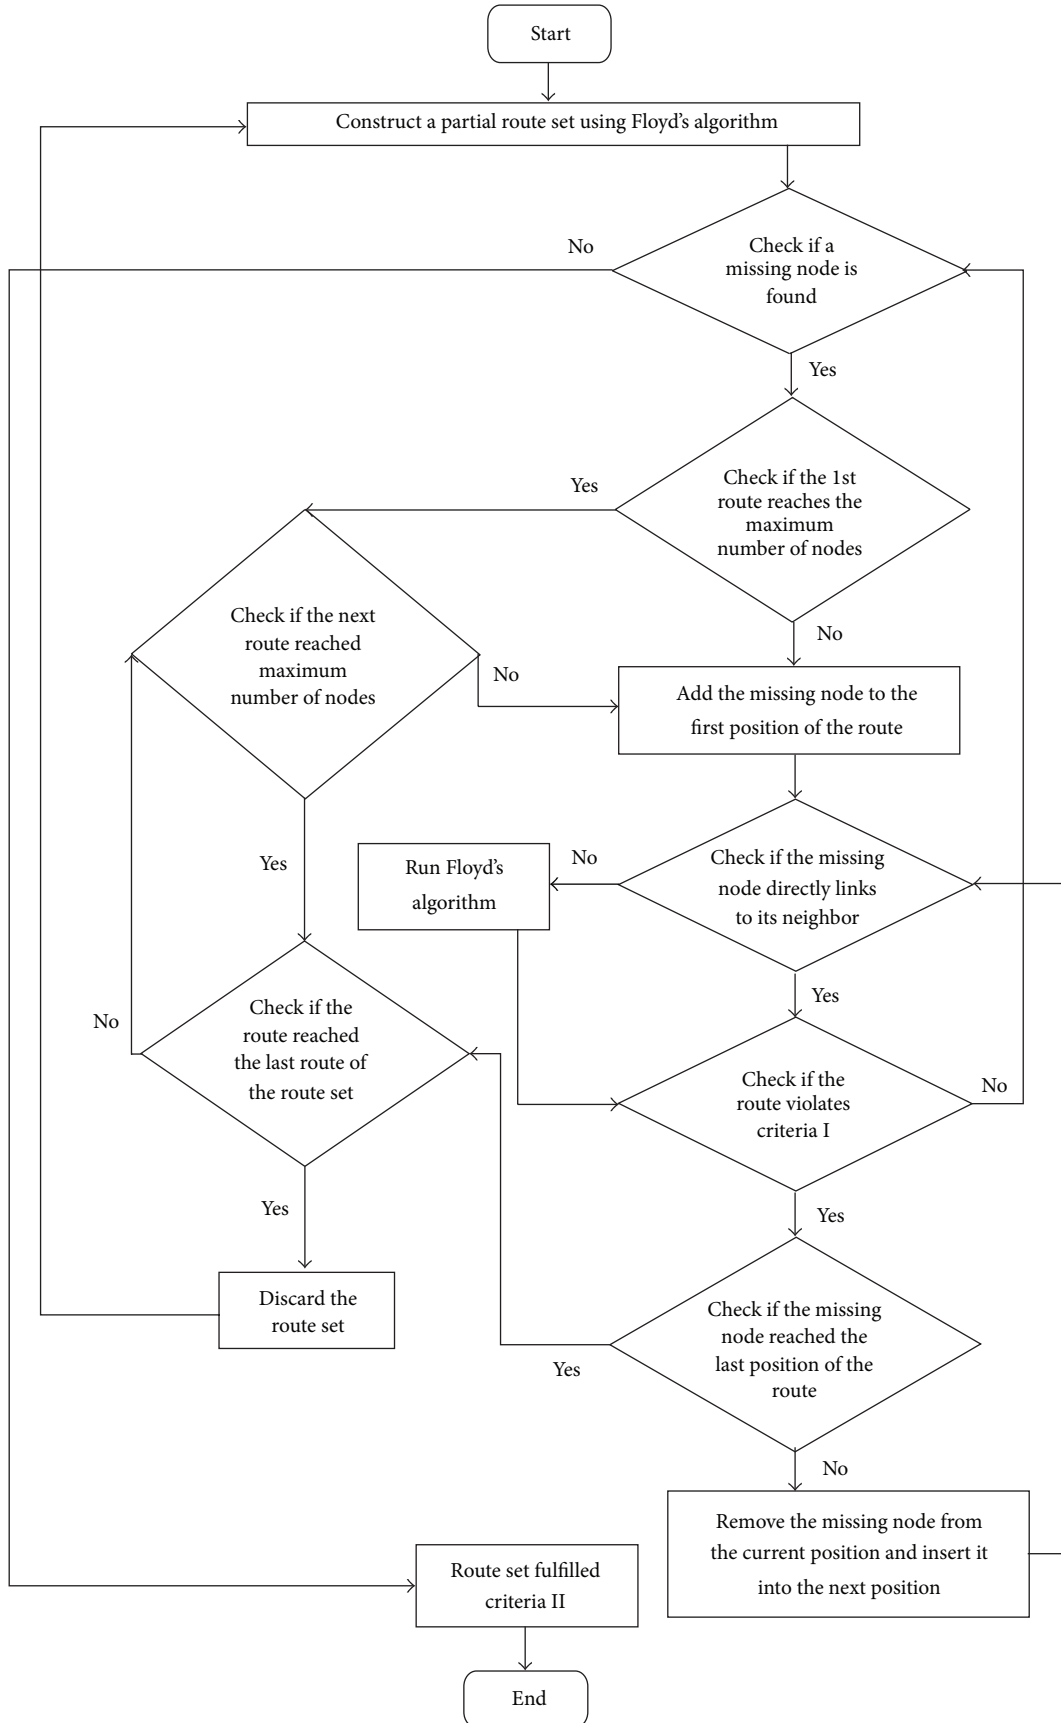 Start
Construct a partial route set using Floyd's algorithm
No
Check if a
missing node is
found
Yes
Check if the 1st
route reaches the
maximum
number of nodes
Yes
No
Check if the next
route reached
maximum
number of nodes
No
Add the missing node to the
first position of the route
Yes
Run Floyd's
algorithm
No
Check if the missing
node directly links
to its neighbor
Yes
Check if the
route reached
the last route of
the route set
No
Check if the
route violates
criteria I
No
Yes
Yes
Discard the
route set
Check if the missing
node reached the
last position of the
route
Yes
No
Remove the missing node from
the current position and insert it
into the next position
Route set fulfilled
criteria II
End